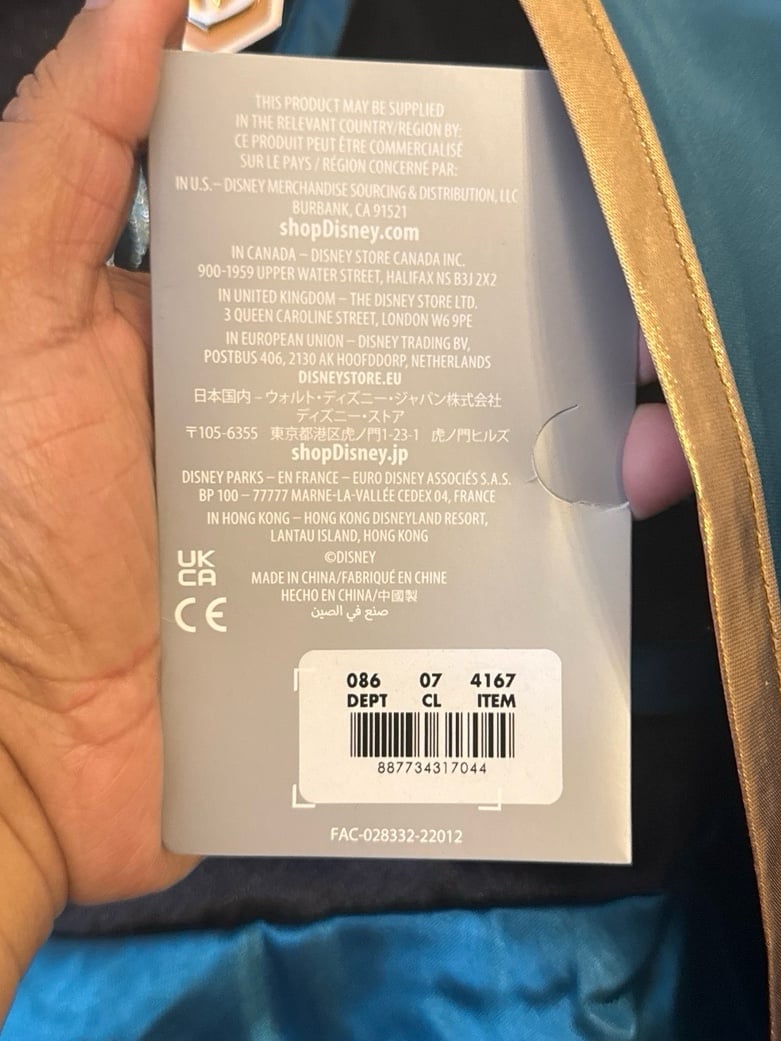 THIS PRODUCT MAY BE SUPPLIED
IN THE RELEVANT COUNTRY/REGION BY:
CE PRODUIT PEUT ÊTRE COMMERCIALISÉ
SUR LE PAYS / RÉGION CONCERNÉ PAR:
IN U.S. – DISNEY MERCHANDISE SOURCING & DISTRIBUTION, LLC
BURBANK, CA 91521
shopDisney.com
IN CANADA – DISNEY STORE CANADA INC.
900-1959 UPPER WATER STREET, HALIFAX NS B3J 2X2
IN UNITED KINGDOM – THE DISNEY STORE LTD.
3 QUEEN CAROLINE STREET, LONDON W6 9PE
IN EUROPEAN UNION – DISNEY TRADING BV,
POSTBUS 406, 2130 AK HOOFDDORP, NETHERLANDS
DISNEYSTORE.EU
日本国内 – ウォルト・ディズニー・ジャパン株式会社
ディズニー・ストア
〒105-6355 東京都港区虎ノ門1-23-1 虎ノ門ヒルズ
shopDisney.jp
DISNEY PARKS – EN FRANCE – EURO DISNEY ASSOCIÉS S.A.S.
BP 100 – 77777 MARNE-LA-VALLÉE CEDEX 04, FRANCE
IN HONG KONG – HONG KONG DISNEYLAND RESORT,
LANTAU ISLAND, HONG KONG
©DISNEY
MADE IN CHINA/FABRIQUÉ EN CHINE
HECHO EN CHINA/中國製
صنع في الصين
UK
CA
CE
086 07 4167
DEPT CL ITEM
887734317044
FAC-028332-22012